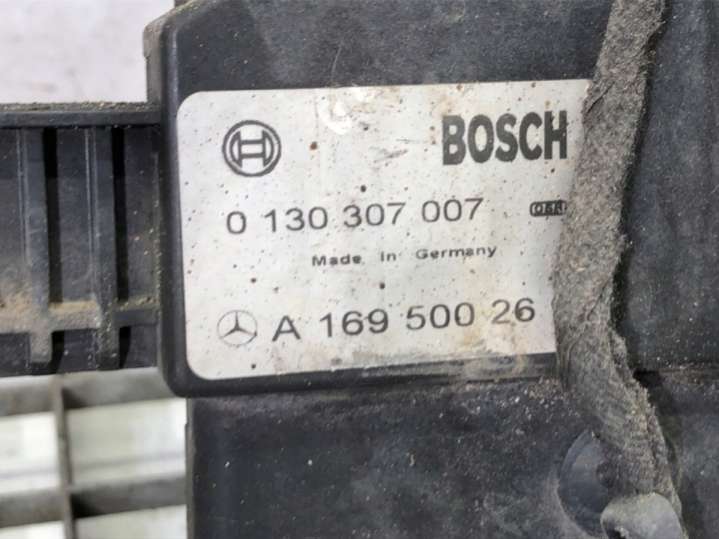 BOSCH
0 130 307 007
Made in Germany
A 169 500 26